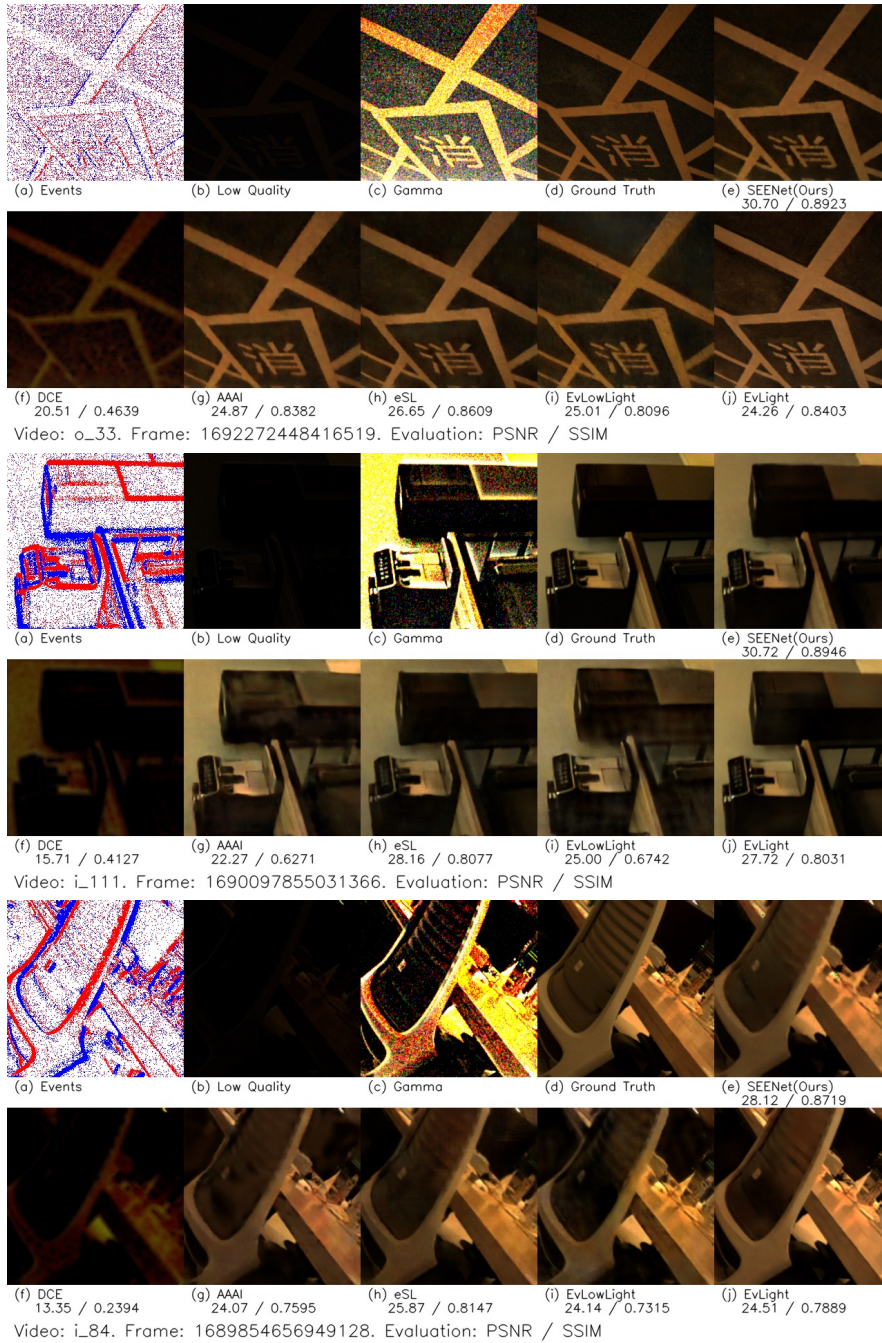 消
(a) Events
(b) Low Quality
(c) Gamma
(d) Ground Truth
(e) SEENet(Ours)
30.70 / 0.8923
(f) DCE
20.51 / 0.4639
(g) AAAI
24.87 / 0.8382
(h) eSL
26.65 / 0.8609
(i) EvLowLight
25.01 / 0.8096
(j) EvLight
24.26 / 0.8403
Video: o_33. Frame: 16922722448416519. Evaluation: PSNR / SSIM
(a) Events
(b) Low Quality
(c) Gamma
(d) Ground Truth
(e) SEENet(Ours)
30.72 / 0.8946
(f) DCE
15.71 / 0.4127
(g) AAAI
22.27 / 0.6271
(h) eSL
28.16 / 0.8077
(i) EvLowLight
25.00 / 0.6742
(j) EvLight
27.72 / 0.8031
Video: i_111. Frame: 1690097855031366. Evaluation: PSNR / SSIM
(a) Events
(b) Low Quality
(c) Gamma
(d) Ground Truth
(e) SEENet(Ours)
28.12 / 0.8719
(f) DCE
13.35 / 0.2394
(g) AAAI
24.07 / 0.7595
(h) eSL
25.87 / 0.8147
(i) EvLowLight
24.14 / 0.7315
(j) EvLight
24.51 / 0.7889
Video: i_84. Frame: 1689854656949128. Evaluation: PSNR / SSIM